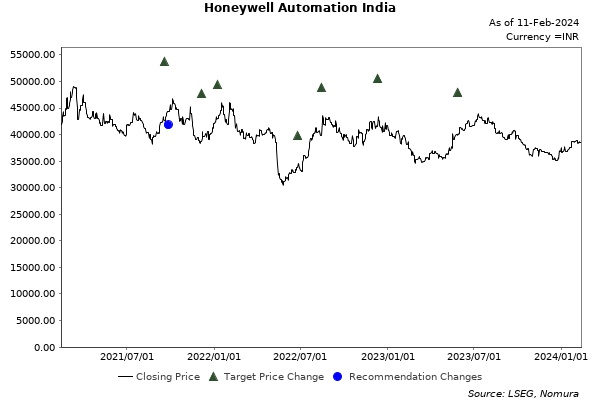 Honeywell Automation India
As of 11-Feb-2024
Currency =INR
55000.00
50000.00
45000.00
40000.00
35000.00
30000.00
25000.00
20000.00
15000.00
10000.00
5000.00
0.00
2021/07/01
2022/01/01
2022/07/01
2023/01/01
2023/07/01
2024/01/01
Closing Price
Target Price Change
Recommendation Changes
Source: LSEG, Nomura